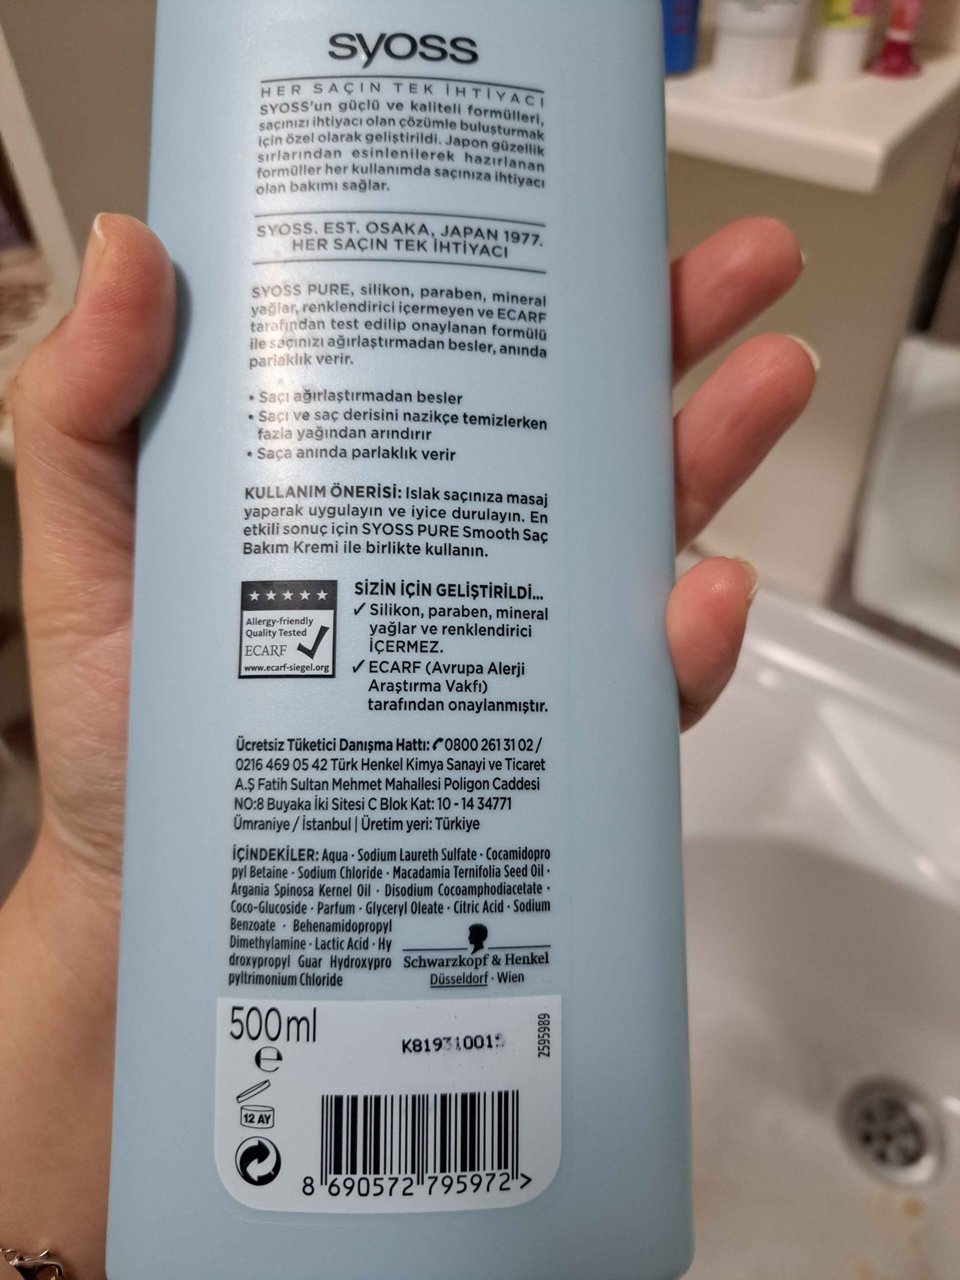 syoss
HER SAÇIN TEK İHTİYACI
SYOSS'un güçlü ve kaliteli formülleri,
saçınızı ihtiyacı olan çözümle buluşturmak
için özel olarak geliştirildi. Japon güzellik
sırlarından esinlenilerek hazırlanan
formüller her kullanımda saçınıza ihtiyacı
olan bakımı sağlar.
SYOSS. EST. OSAKA, JAPAN 1977.
HER SAÇIN TEK İHTİYACI
SYOSS PURE, silikon, paraben, mineral
yağlar, renklendirici içermeyen ve ECARF
tarafından test edilip onaylanan formülü
ile saçınızı ağırlaştırmadan besler, anında
parlaklık verir.
• Saçı ağırlaştırmadan besler
• Saçı ve saç derisini nazikçe temizlerken
fazla yağından arındırır
• Saça anında parlaklık verir
KULLANIM ÖNERİSİ: Islak saçınıza masaj
yaparak uygulayın ve iyice durulayın. En
etkili sonuç için SYOSS PURE Smooth Saç
Bakım Kremi ile birlikte kullanın.
Allergy-friendly
Quality Tested
ECARF
www.ecarf-siegel.org
SİZİN İÇİN GELİŞTİRİLDİ...
✓ Silikon, paraben, mineral
yağlar ve renklendirici
İÇERMEZ.
✓ ECARF (Avrupa Alerji
Araştırma Vakfı)
tarafından onaylanmıştır.
Ücretsiz Tüketici Danışma Hattı: 0800 261 31 02 /
0216 469 05 42 Türk Henkel Kimya Sanayi ve Ticaret
A.Ş Fatih Sultan Mehmet Mahallesi Poligon Caddesi
NO:8 Buyaka İki Sitesi C Blok Kat: 10 - 14 34771
Ümraniye / İstanbul | Üretim yeri: Türkiye
İÇİNDEKİLER: Aqua · Sodium Laureth Sulfate · Cocamidopro
pyl Betaine · Sodium Chloride · Macadamia Ternifolia Seed Oil ·
Argania Spinosa Kernel Oil · Disodium Cocoamphodiacetate ·
Coco-Glucoside · Parfum · Glyceryl Oleate · Citric Acid · Sodium
Benzoate · Behenamidopropyl
Dimethylamine · Lactic Acid · Hy
droxypropyl Guar Hydroxypro
pyltrimonium Chloride
Schwarzkopf & Henkel
Düsseldorf · Wien
500ml
e
2595989
12 AY
8 690572 795972 >